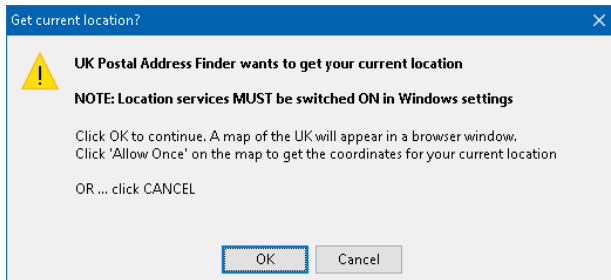 Get current location?
UK Postal Address Finder wants to get your current location
NOTE: Location services MUST be switched ON in Windows settings
Click OK to continue. A map of the UK will appear in a browser window.
Click 'Allow Once' on the map to get the coordinates for your current location
OR ... click CANCEL
OK Cancel